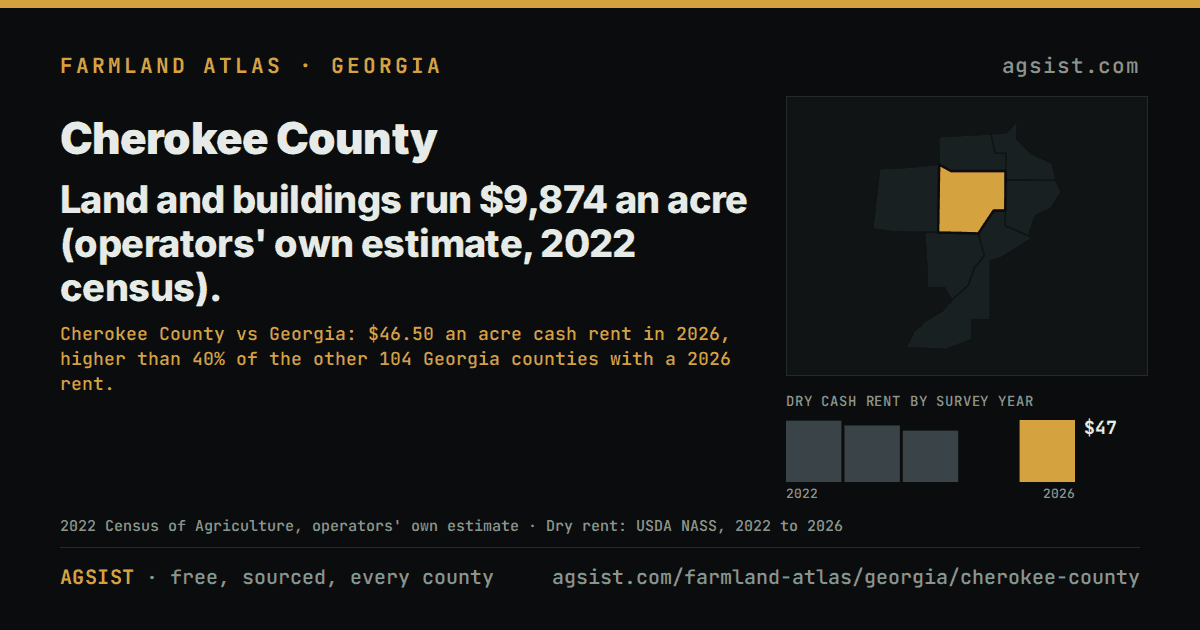 FARMLAND ATLAS · GEORGIA
agsist.com
Cherokee County
Land and buildings run $9,874 an acre
(operators' own estimate, 2022
census).
Cherokee County vs Georgia: $46.50 an acre cash rent in 2026,
higher than 40% of the other 104 Georgia counties with a 2026
rent.
DRY CASH RENT BY SURVEY YEAR
$47
2022
2026
2022 Census of Agriculture, operators' own estimate · Dry rent: USDA NASS, 2022 to 2026
AGSIST · free, sourced, every county
agsist.com/farmland-atlas/georgia/cherokee-county